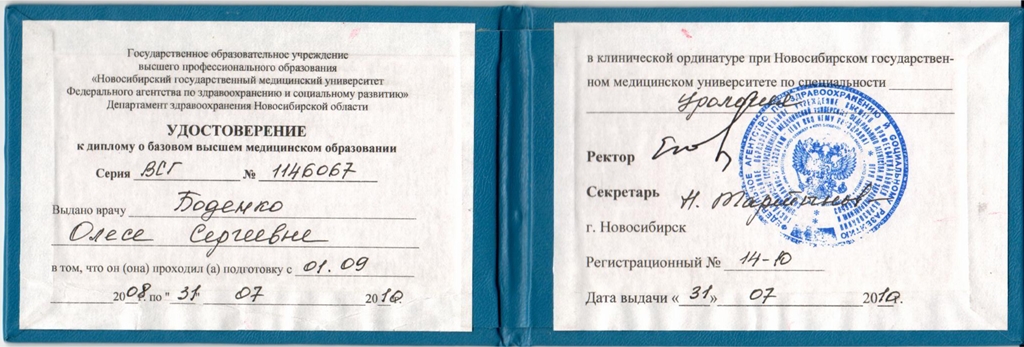 Государственное образовательное учреждение
высшего профессионального образования
«Новосибирский государственный медицинский университет
Федерального агентства по здравоохранению и социальному развитию»
Департамент здравоохранения Новосибирской области
УДОСТОВЕРЕНИЕ
к диплому о базовом высшем медицинском образовании
Серия ВСГ № 1146067
Выдано врачу Боденко
Олесе Сергеевне
в том, что он (она) проходил (а) подготовку с 01.09
2008. по "31 07 2010
в клинической ординатуре при Новосибирском государствен-
ном медицинском университете по специальности
Урология
Ректор
Секретарь Н.
г. Новосибирск
Регистрационный № 14-10
Дата выдачи «31» 07 2010г.